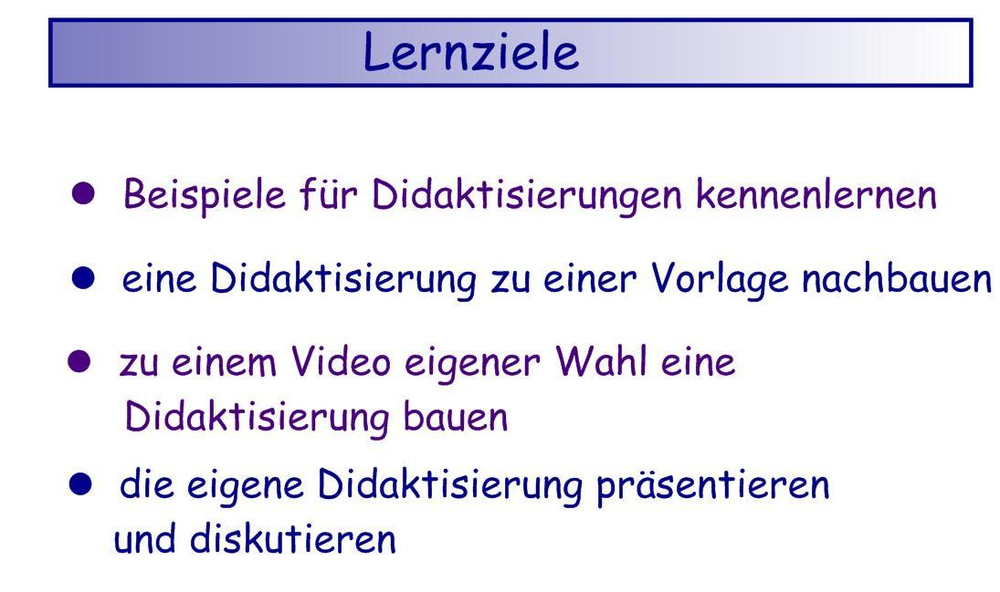 Lernziele
● Beispiele für Didaktisierungen kennenlernen
● eine Didaktisierung zu einer Vorlage nachbauen
● zu einem Video eigener Wahl eine
Didaktisierung bauen
● die eigene Didaktisierung präsentieren
und diskutieren